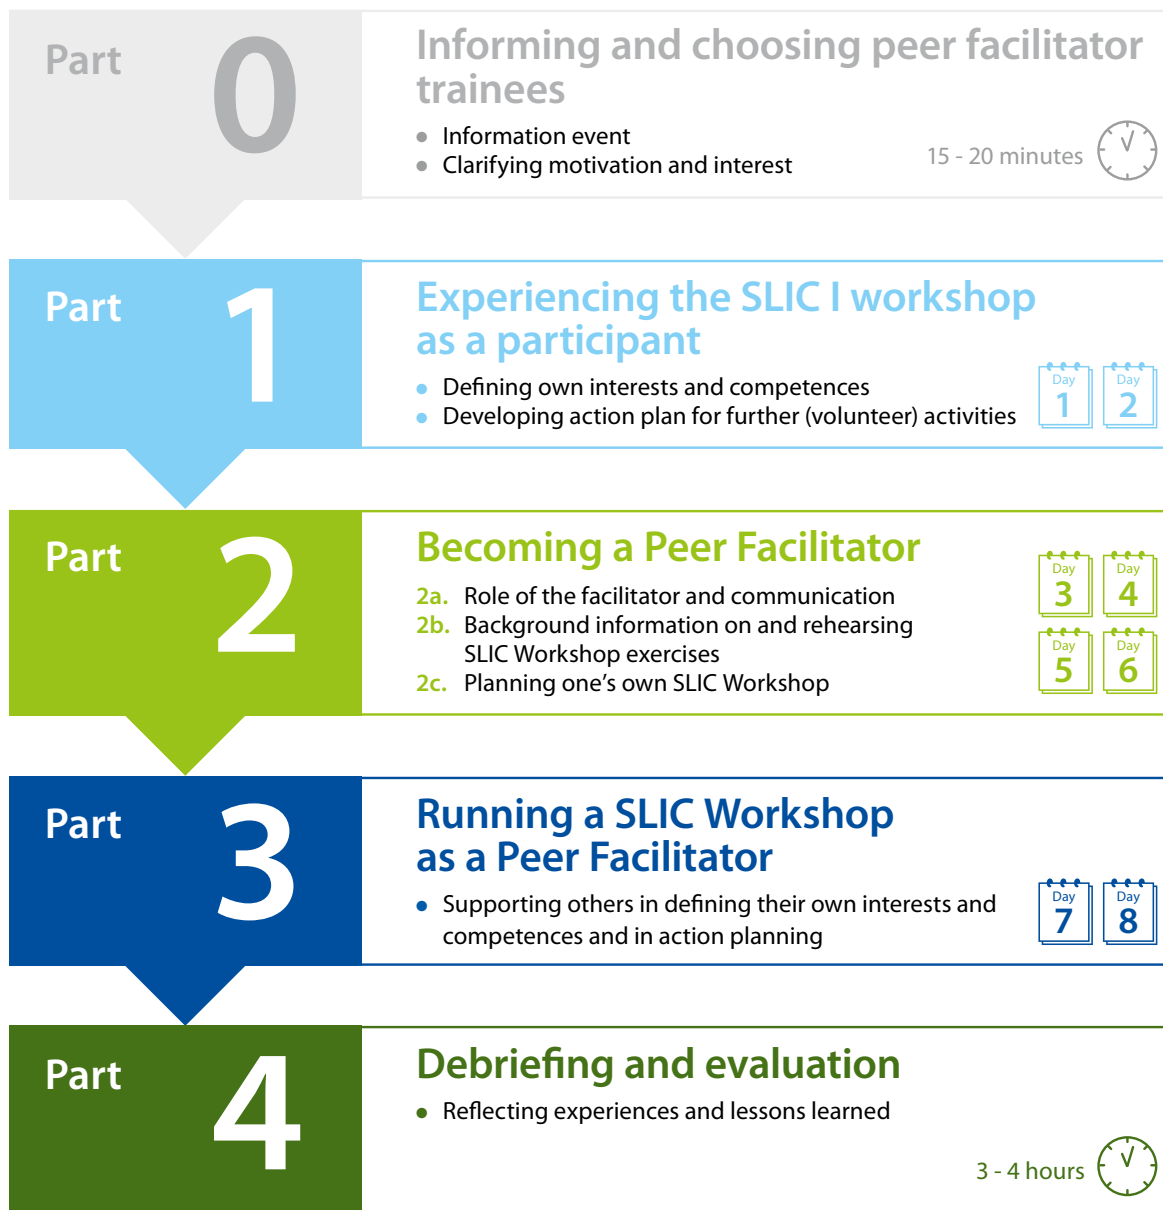 Part 0
Informing and choosing peer facilitator
trainees
• Information event
• Clarifying motivation and interest
15 - 20 minutes
Part 1
Experiencing the SLIC I workshop
as a participant
• Defining own interests and competences
• Developing action plan for further (volunteer) activities
Day 1
Day 2
Part 2
Becoming a Peer Facilitator
2a. Role of the facilitator and communication
2b. Background information on and rehearsing
SLIC Workshop exercises
2c. Planning one’s own SLIC Workshop
Day 3
Day 4
Day 5
Day 6
Part 3
Running a SLIC Workshop
as a Peer Facilitator
• Supporting others in defining their own interests and
competences and in action planning
Day 7
Day 8
Part 4
Debriefing and evaluation
• Reflecting experiences and lessons learned
3 - 4 hours